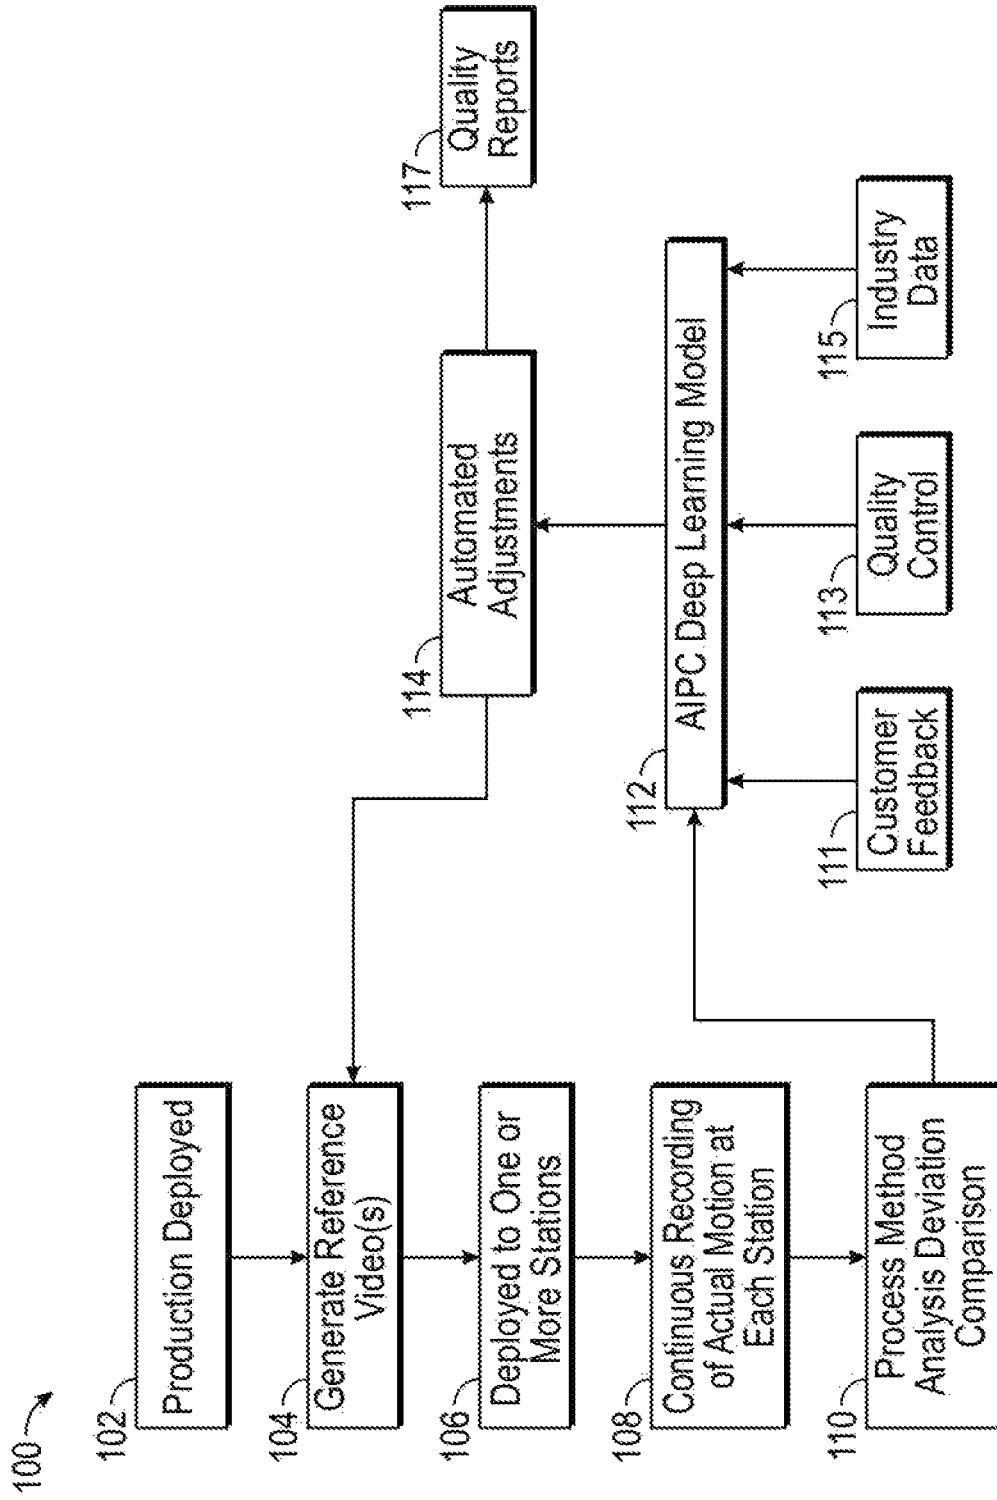 100
102
Production Deployed
104
Generate Reference
Video(s)
106
Deployed to One or
More Stations
108
Continuous Recording
of Actual Motion at
Each Station
110
Process Method
Analysis Deviation
Comparison
112
AIPC Deep Learning Model
111
Customer
Feedback
113
Quality
Control
115
Industry
Data
114
Automated
Adjustments
117
Quality
Reports